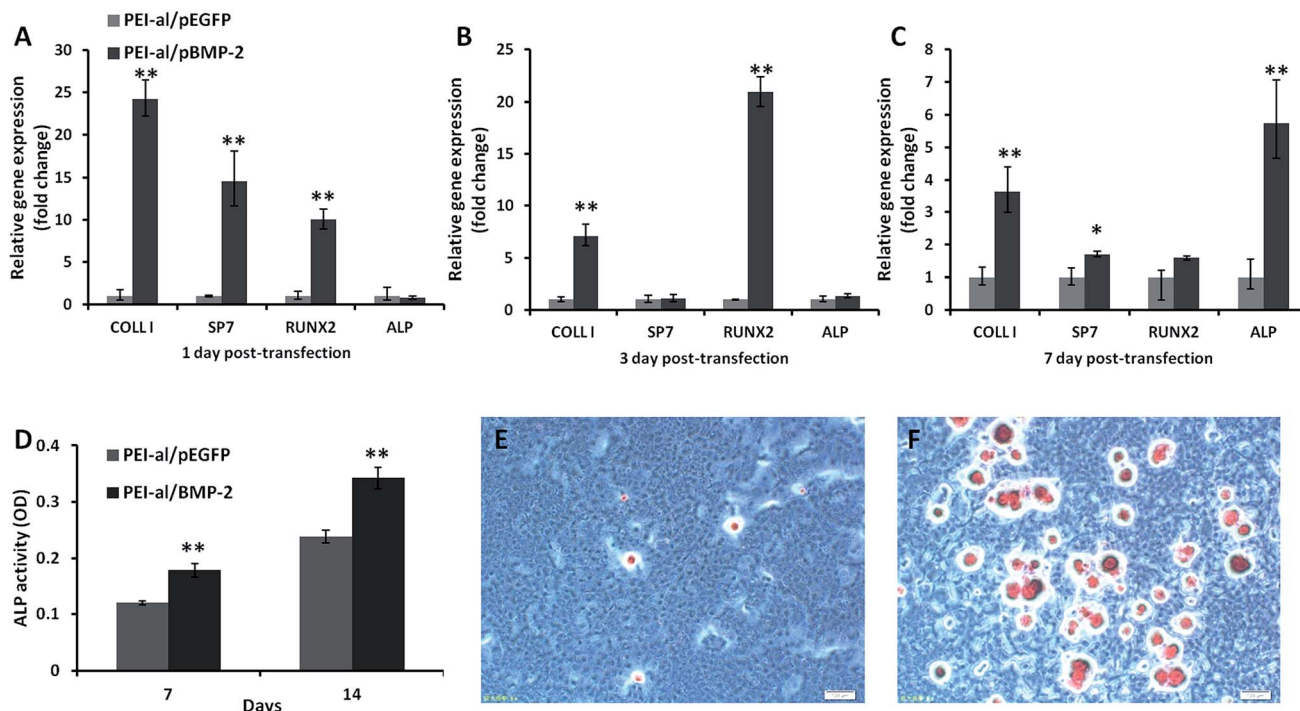 A
PEI-al/pEGFP
PEI-al/pBMP-2
Relative gene expression
(fold change)
30
25
20
15
10
5
0
**
**
**
COLL I SP7 RUNX2 ALP
1 day post-transfection
B
Relative gene expression
(fold change)
25
20
15
10
5
0
**
**
COLL I SP7 RUNX2 ALP
3 day post-transfection
C
Relative gene expression
(fold change)
8
7
6
5
4
3
2
1
0
**
*
**
COLL I SP7 RUNX2 ALP
7 day post-transfection
D
PEI-al/pEGFP
PEI-al/BMP-2
ALP activity (OD)
0.4
0.3
0.2
0.1
0
**
**
7 14
Days
E
F